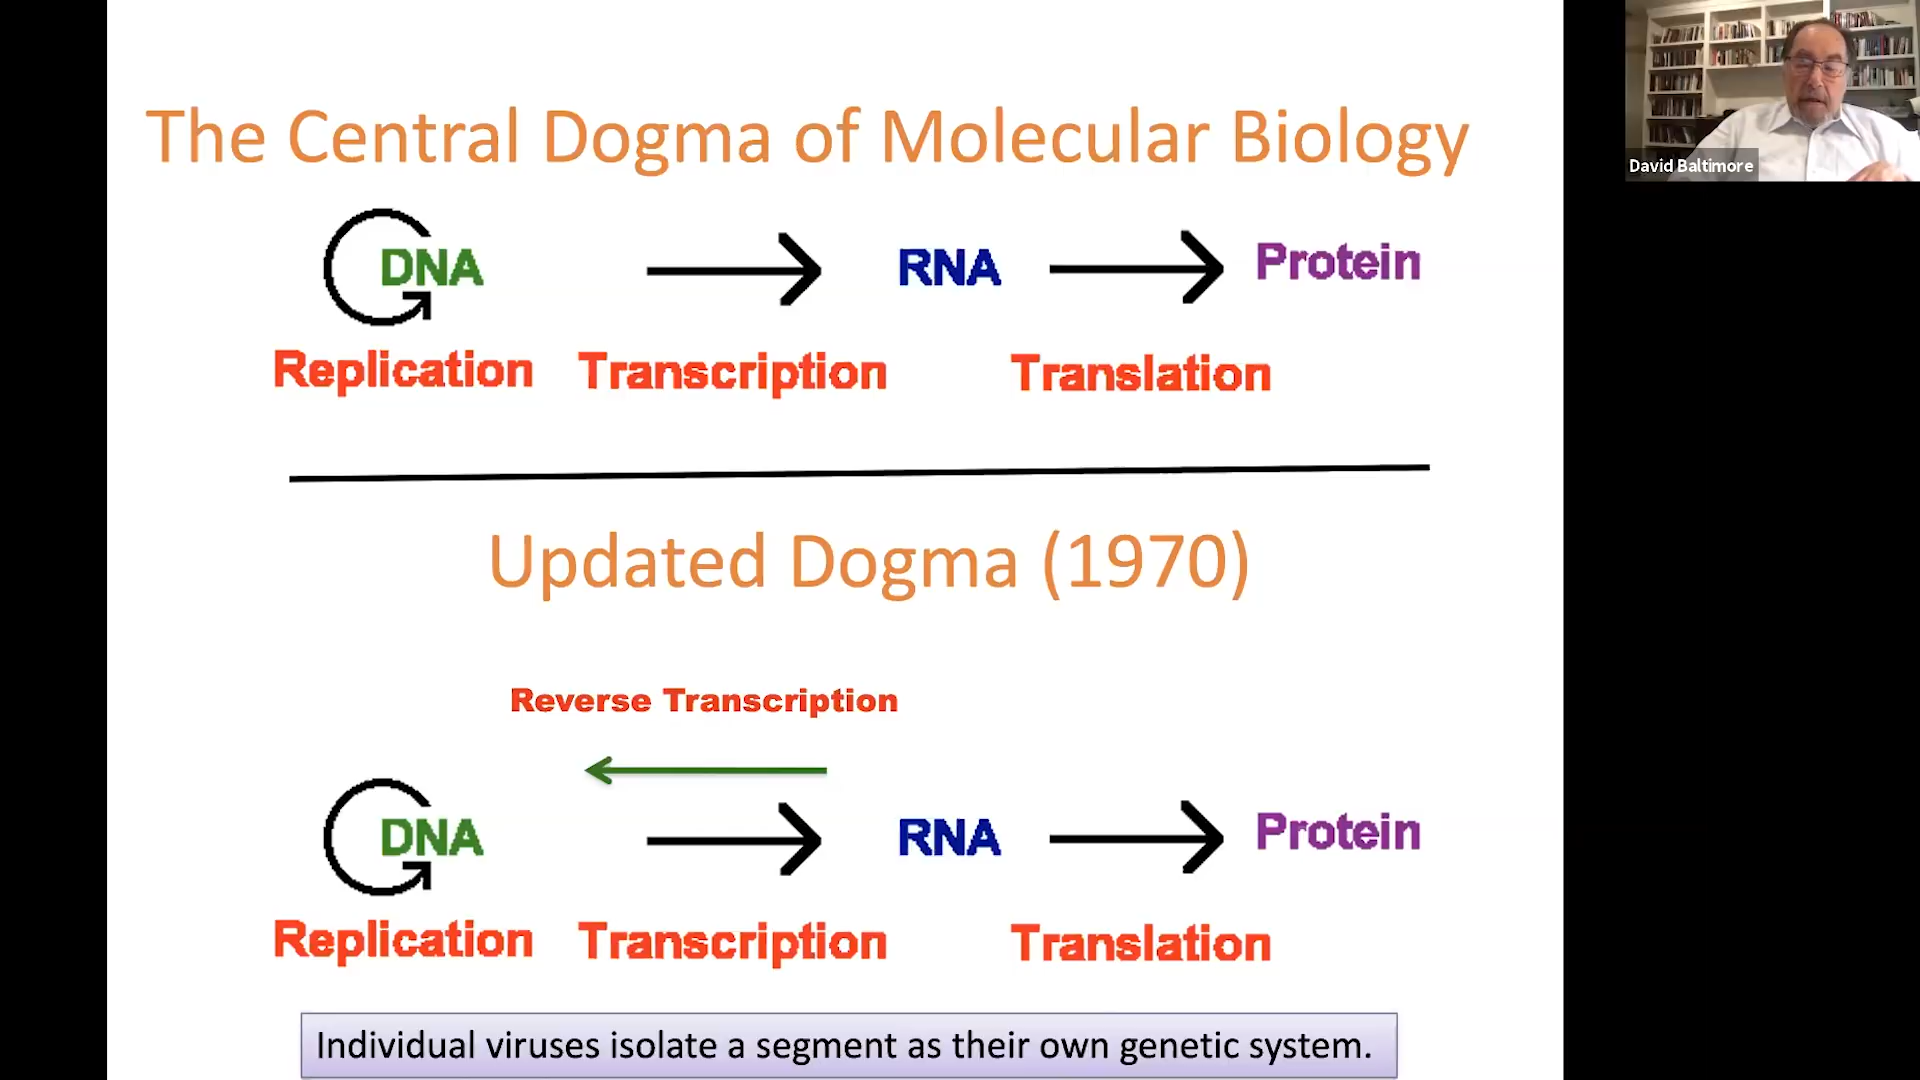 The Central Dogma of Molecular Biology
DNA RNA Protein
Replication Transcription Translation
Updated Dogma (1970)
Reverse Transcription
DNA RNA Protein
Replication Transcription Translation
Individual viruses isolate a segment as their own genetic system.
David Baltimore